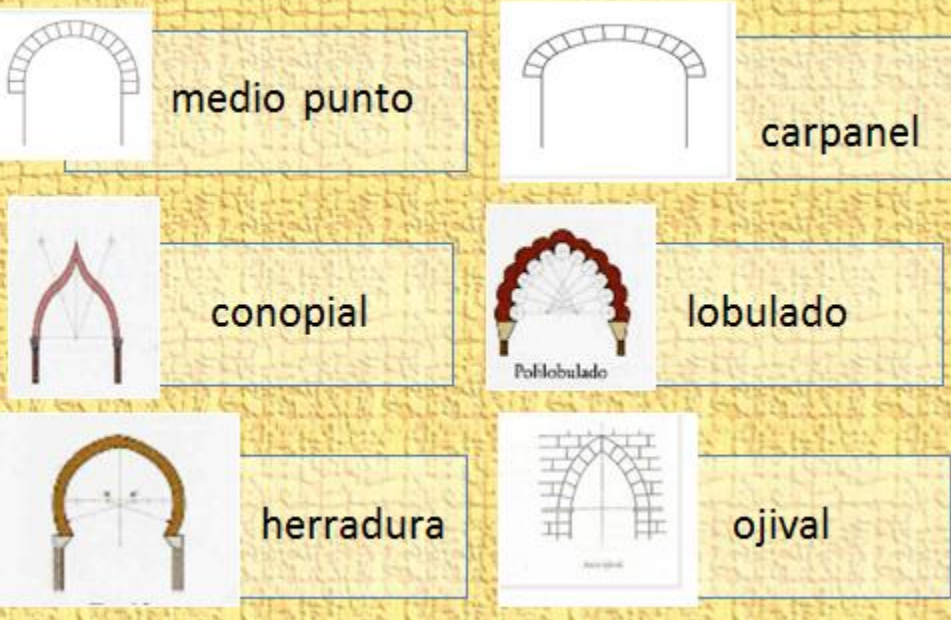 medio punto
carpanel
conopial
lobulado
Polilobulado
herradura
ojival